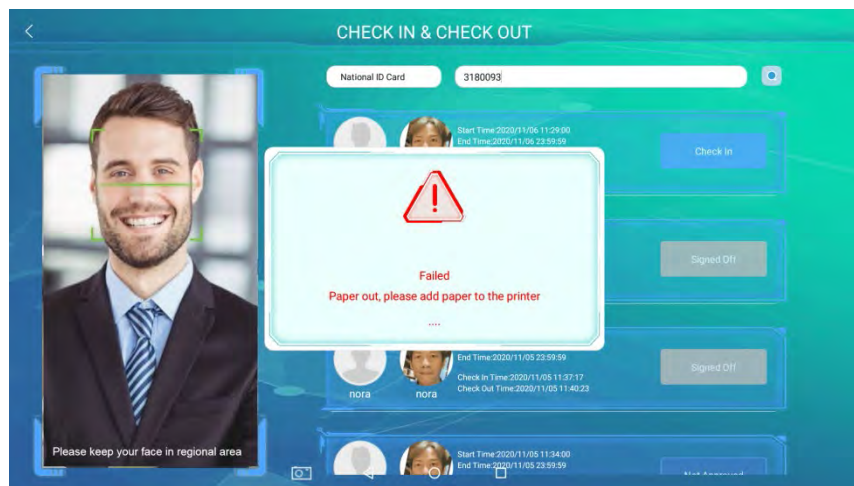 CHECK IN & CHECK OUT
National ID Card
3180093
Start Time:2020/11/06 11:29:00
End Time:2020/11/06 23:59:59
Check in
Failed
Paper out, please add paper to the printer
....
Signed Off
End Time:2020/11/05 23:59:59
Check In Time:2020/11/05 11:37:17
Check Out Time:2020/11/05 11:40:23
nora
nora
Signed Off
Start Time:2020/11/05 11:34:00
End Time:2020/11/05 23:59:59
Not Approved
Please keep your face in regional area